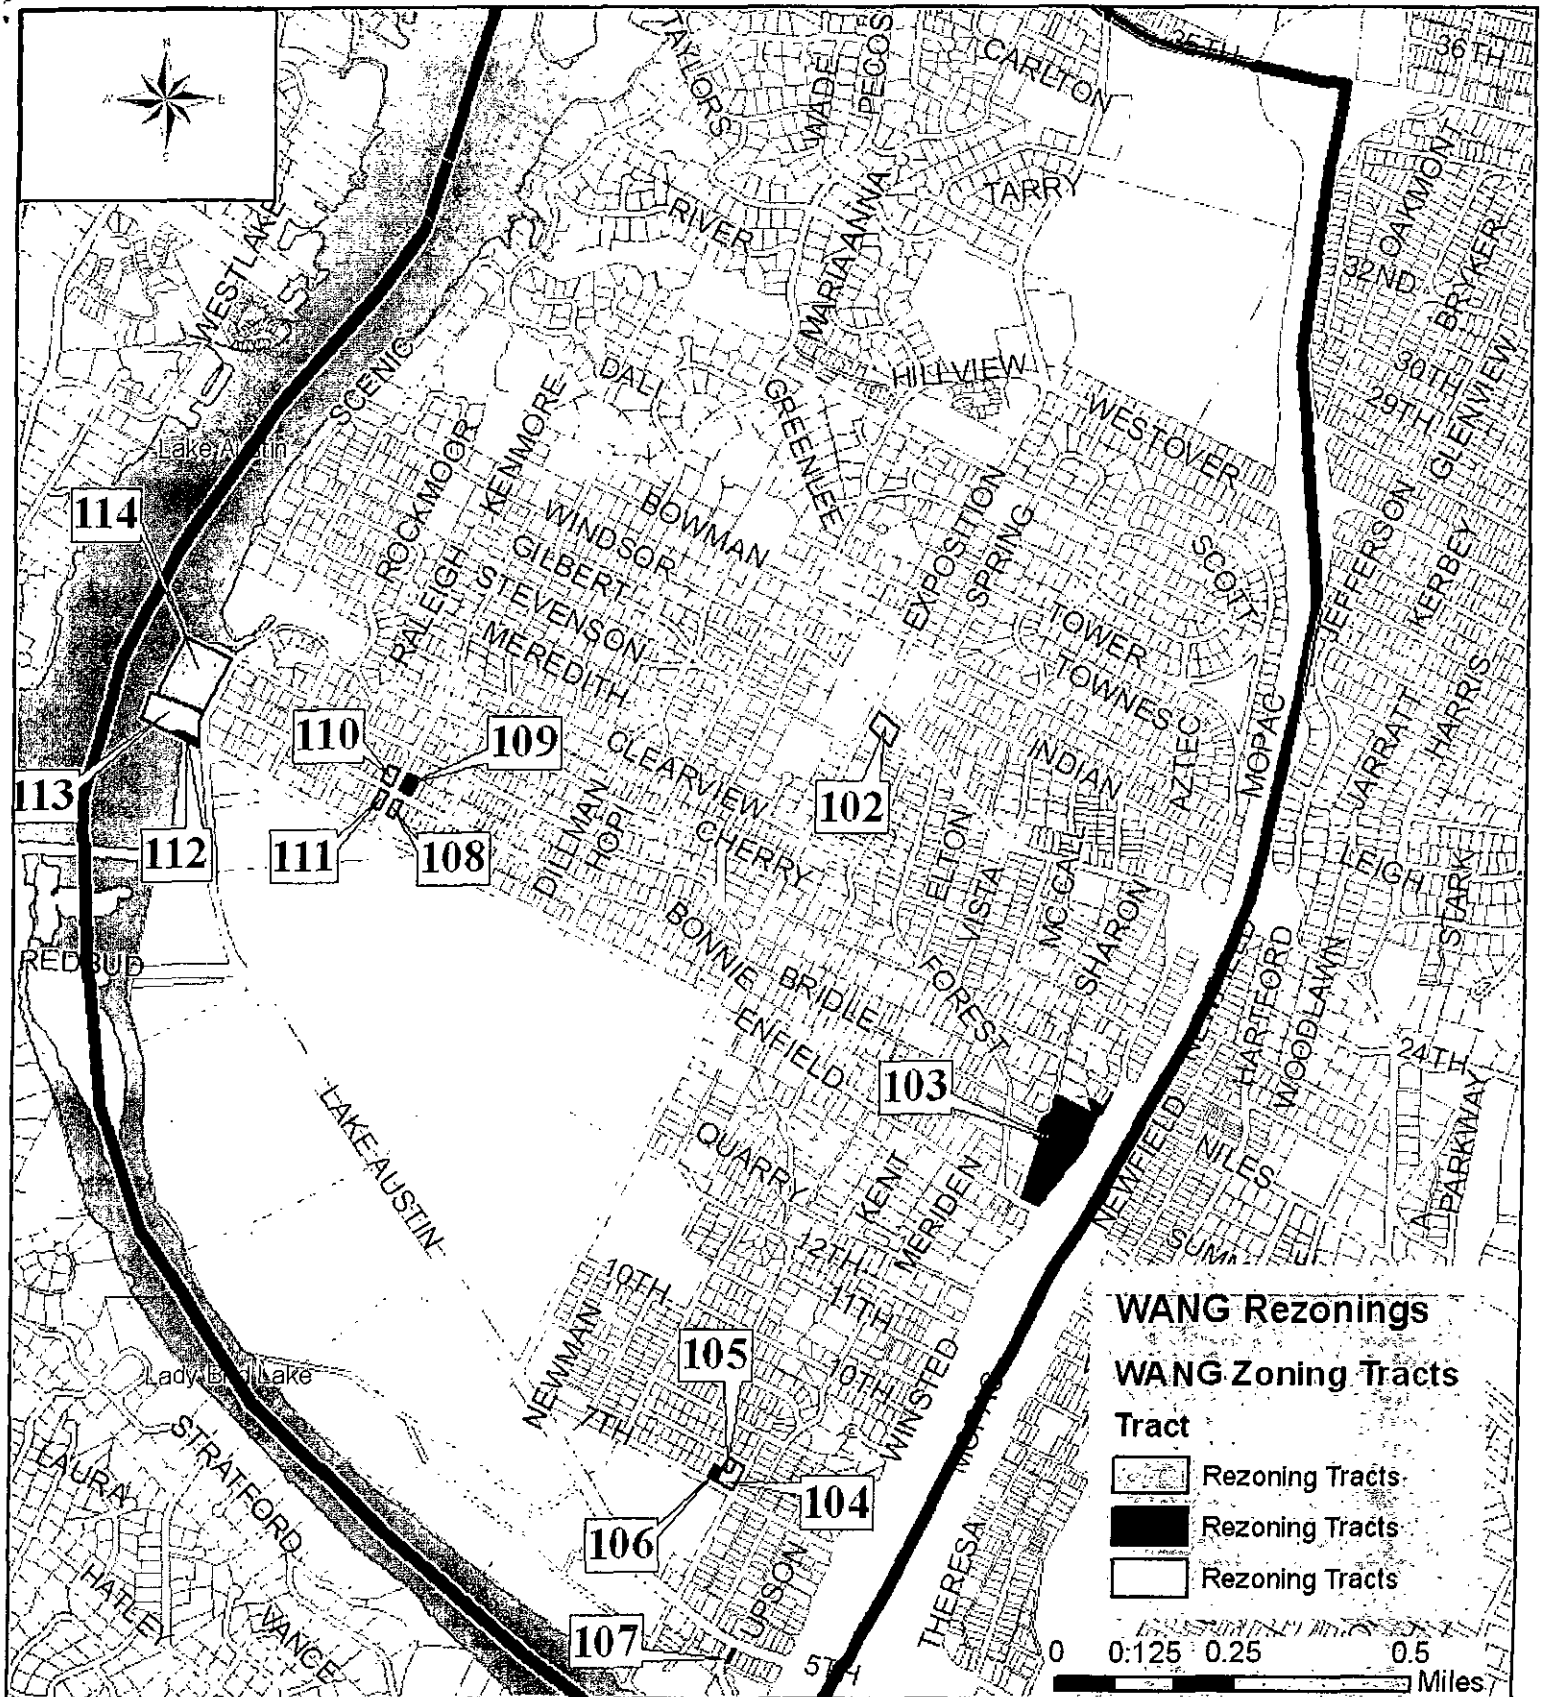 N
E
35TH
36TH
TAYLORS
WADE
PECOS
CARLTON
OAKMONT
TARRY
RIVER
MARIA ANNA
32ND
BRYKER
WESTLAKE
SCENIC
DALI
HILLVIEW
GREENLEE
30TH
29TH
GLENVIEW
WESTOVER
KENMORE
ROCKMOOR
Lake Austin
114
BOWMAN
WINDSOR
GILBERT
STEVENSON
MEREDITH
RALEIGH
EXPOSITION
SPRING
SCOTT
JEFFERSON
KERBEY
TOWER
TOWNES
HARRIS
JARRATT
MOPAC
AZTEC
INDIAN
110
109
113
112
111
108
102
CLEARVIEW
CHERRY
DILLMAN
HOPI
ELTON
VISTA
MC CALL
SHARON
LEIGH
STARK
REDBUD
BONNIE
BRIDLE
ENFIELD
FOREST
HARTFORD
WOODLAWN
24TH
PARKWAY
103
LAKE AUSTIN
QUARRY
KENT
MERIDEN
NEWFIELD
NILES
12TH
11TH
10TH
10TH
NEWMAN
105
7TH
WINSTED
MOPAC
Lady Bird Lake
STRATFORD
LAURA
HATLEY
VANCE
104
106
UPSON
107
5TH
THERESA
WANG Rezonings
WANG Zoning Tracts
Tract
Rezoning Tracts
Rezoning Tracts
Rezoning Tracts
0 0.125 0.25 0.5
Miles